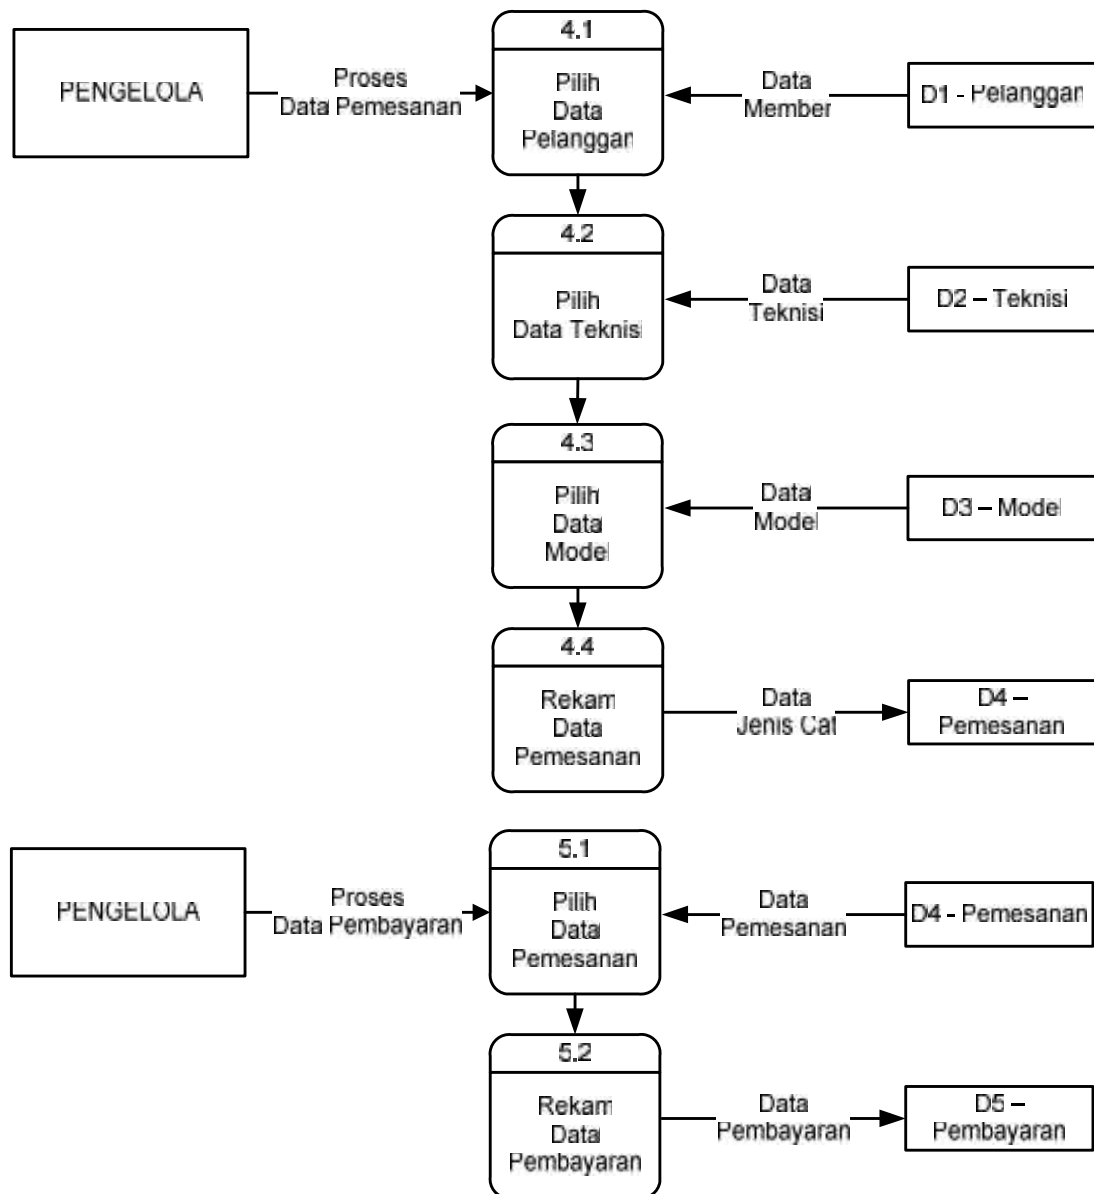 4.1
PENGELOLA
Proses
Data Pemesanan
Pilih
Data
Pelanggan
Data
Member
D1 - Pelanggan
4.2
Pilih
Data Teknisi
Data
Teknisi
D2 – Teknisi
4.3
Pilih
Data
Model
Data
Model
D3 – Model
4.4
Rekam
Data
Pemesanan
Data
Jenis Cat
D4 –
Pemesanan
5.1
PENGELOLA
Proses
Data Pembayaran
Pilih
Data
Pemesanan
Data
Pemesanan
D4 - Pemesanan
5.2
Rekam
Data
Pembayaran
Data
Pembayaran
D5 –
Pembayaran